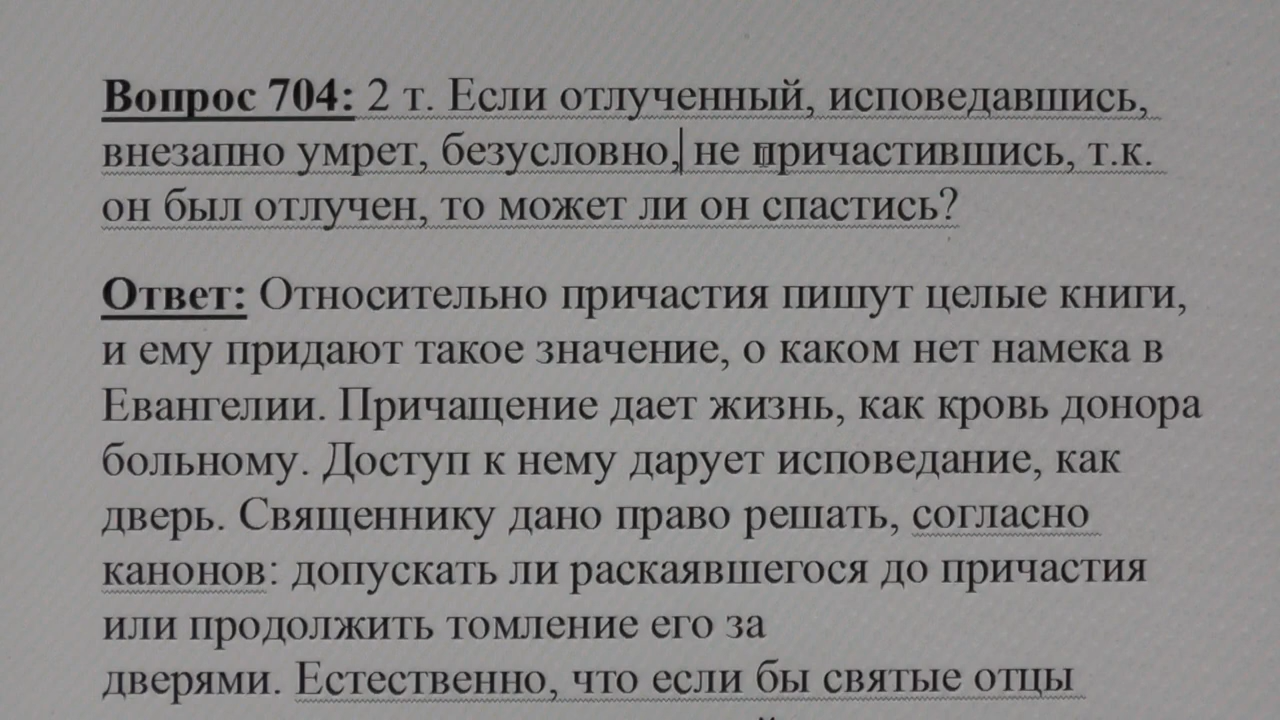 Вопрос 704: 2 т. Если отлученный, исповедавшись,
внезапно умрет, безусловно, не причастившись, т.к.
он был отлучен, то может ли он спастись?
Ответ: Относительно причастия пишут целые книги,
и ему придают такое значение, о каком нет намека в
Евангелии. Причащение дает жизнь, как кровь донора
больному. Доступ к нему дарует исповедание, как
дверь. Священнику дано право решать, согласно
канонов: допускать ли раскаявшегося до причастия
или продолжить томление его за
дверями. Естественно, что если бы святые отцы